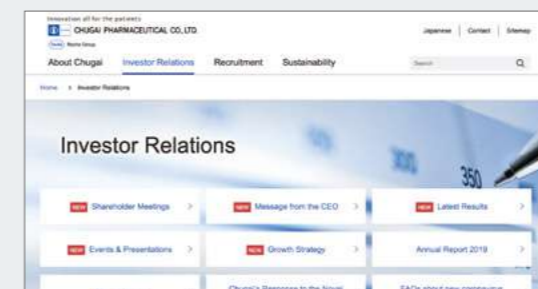 Innovation all for the patients
CHUGAI PHARMACEUTICAL CO., LTD.
Roche Roche Group
Japanese Contact Sitemap
About Chugai Investor Relations Recruitment Sustainability
Search
Home > Investor Relations
Investor Relations
300
350
NEW Shareholder Meetings >
NEW Message from the CEO >
NEW Latest Results >
NEW Events & Presentations >
NEW Growth Strategy >
Annual Report 2019 >
Chugai's Response to the Novel
FAQs about new coronavirus